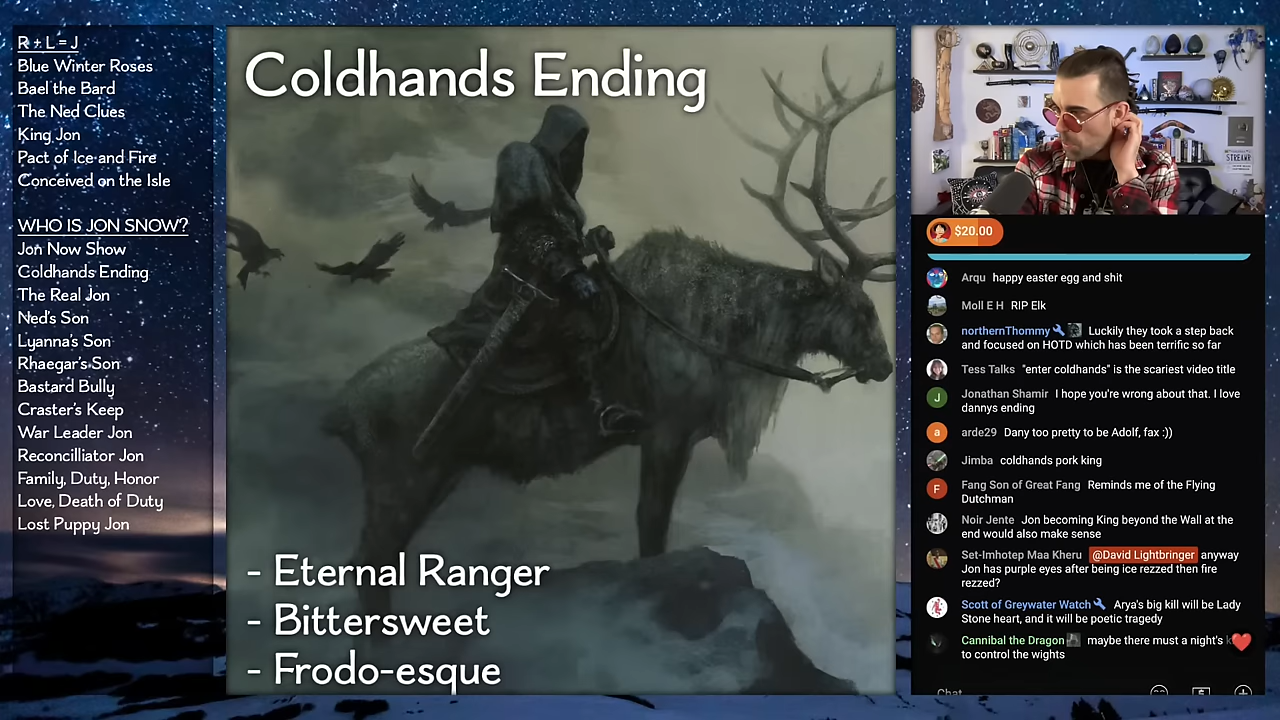 R + L = J
Blue Winter Roses
Bael the Bard
The Ned Clues
King Jon
Pact of Ice and Fire
Conceived on the Isle
WHO IS JON SNOW?
Jon Now Show
Coldhands Ending
The Real Jon
Ned's Son
Lyanna's Son
Rhaegar's Son
Bastard Bully
Craster's Keep
War Leader Jon
Reconcilliator Jon
Family, Duty, Honor
Love, Death of Duty
Lost Puppy Jon
Coldhands Ending
- Eternal Ranger
- Bittersweet
- Frodo-esque
STREAMR
$20.00
Arqu happy easter egg and shit
Moll E H RIP Elk
northernThommy Luckily they took a step back
and focused on HOTD which has been terrific so far
Tess Talks "enter coldhands" is the scariest video title
J Jonathan Shamir I hope you're wrong about that. I love
dannys ending
a arde29 Dany too pretty to be Adolf, fax :))
Jimba coldhands pork king
F Fang Son of Great Fang Reminds me of the Flying
Dutchman
Noir Jente Jon becoming King beyond the Wall at the
end would also make sense
Set-Imhotep Maa Kheru @David Lightbringer anyway
Jon has purple eyes after being ice rezzed then fire
rezzed?
Scott of Greywater Watch Arya's big kill will be Lady
Stone heart, and it will be poetic tragedy
Cannibal the Dragon maybe there must a night's
to control the wights
Chat